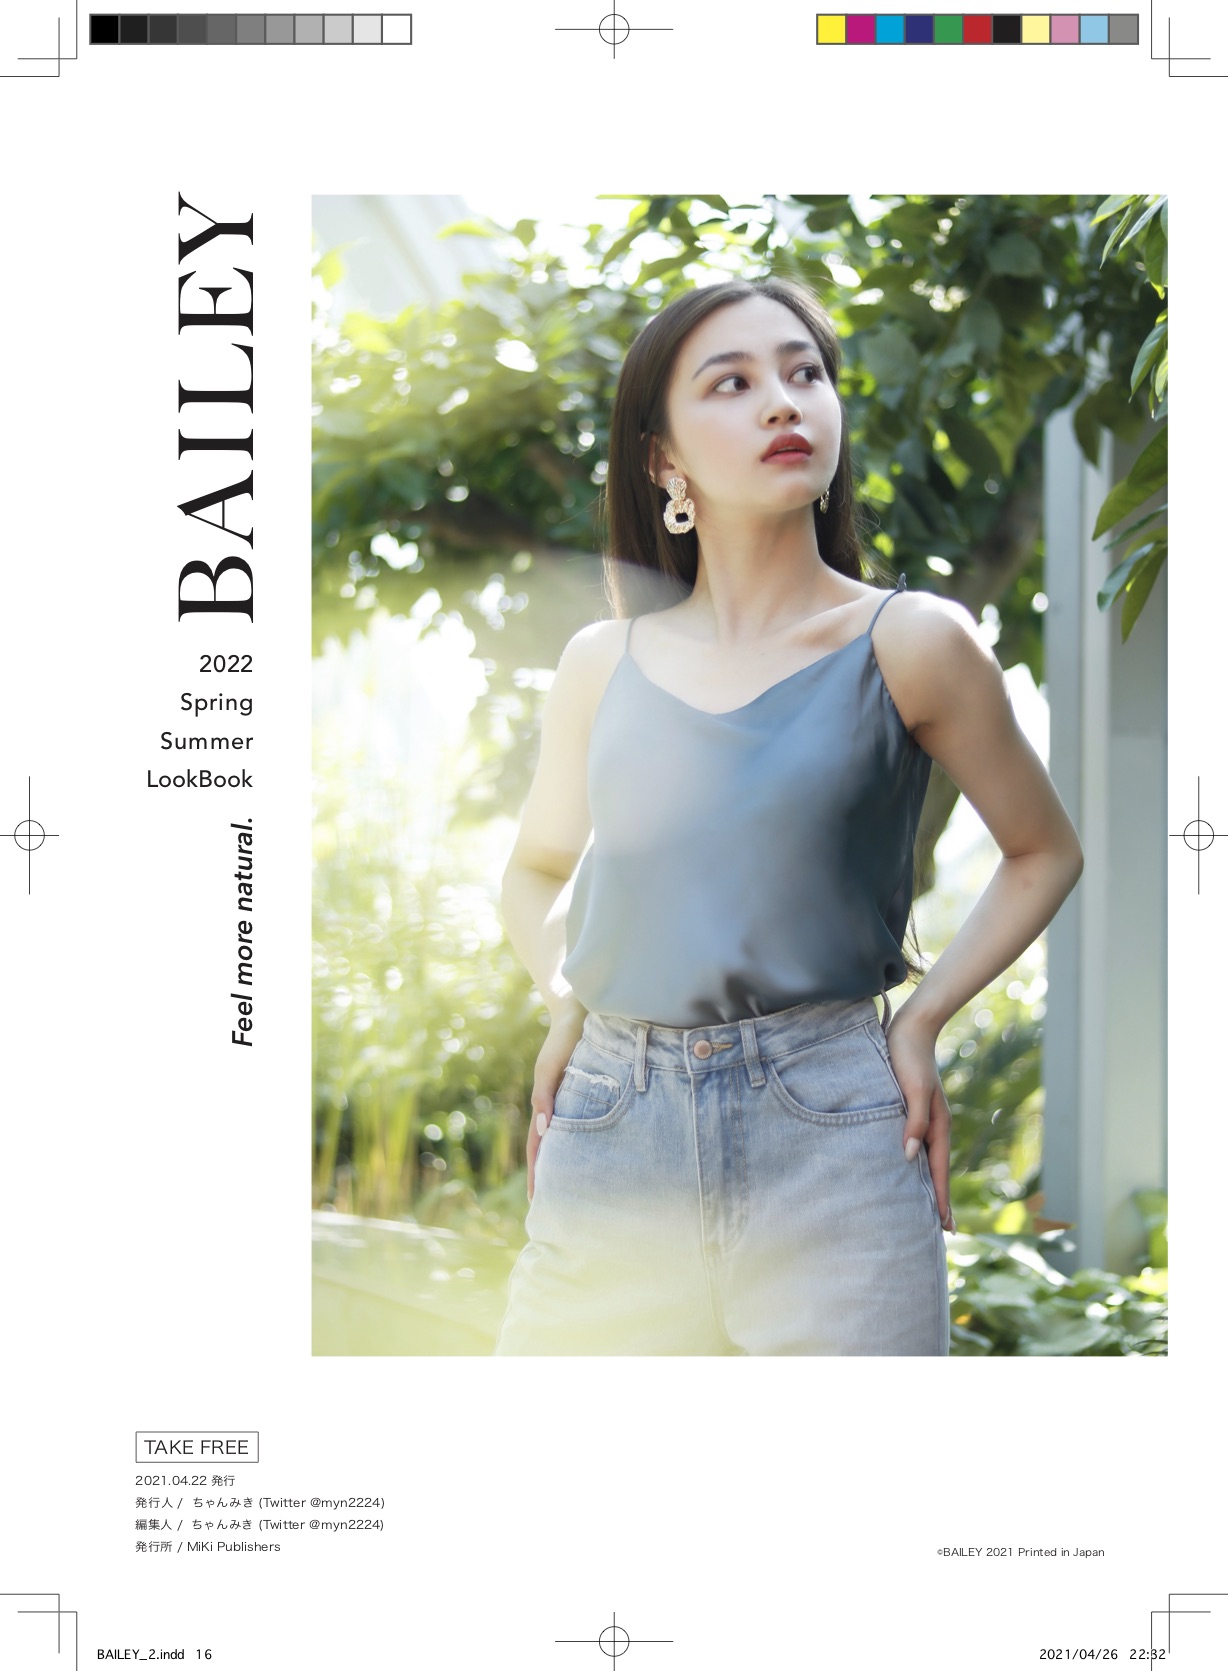 BAILEY
2022
Spring
Summer
LookBook
Feel more natural.
TAKE FREE
2021.04.22 発行
発行人 / ちゃんみき (Twitter @myn2224)
編集人 / ちゃんみき (Twitter @myn2224)
発行所 / MiKi Publishers
©BAILEY 2021 Printed in Japan
BAILEY_2.indd 16
2021/04/26 22:32